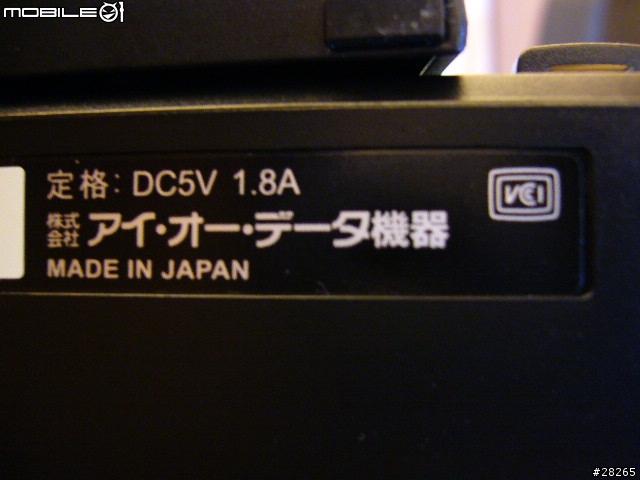 MOBILE01
定格: DC5V 1.8A
株式会社 アイ・オー・データ機器
MADE IN JAPAN
VCI
#28265